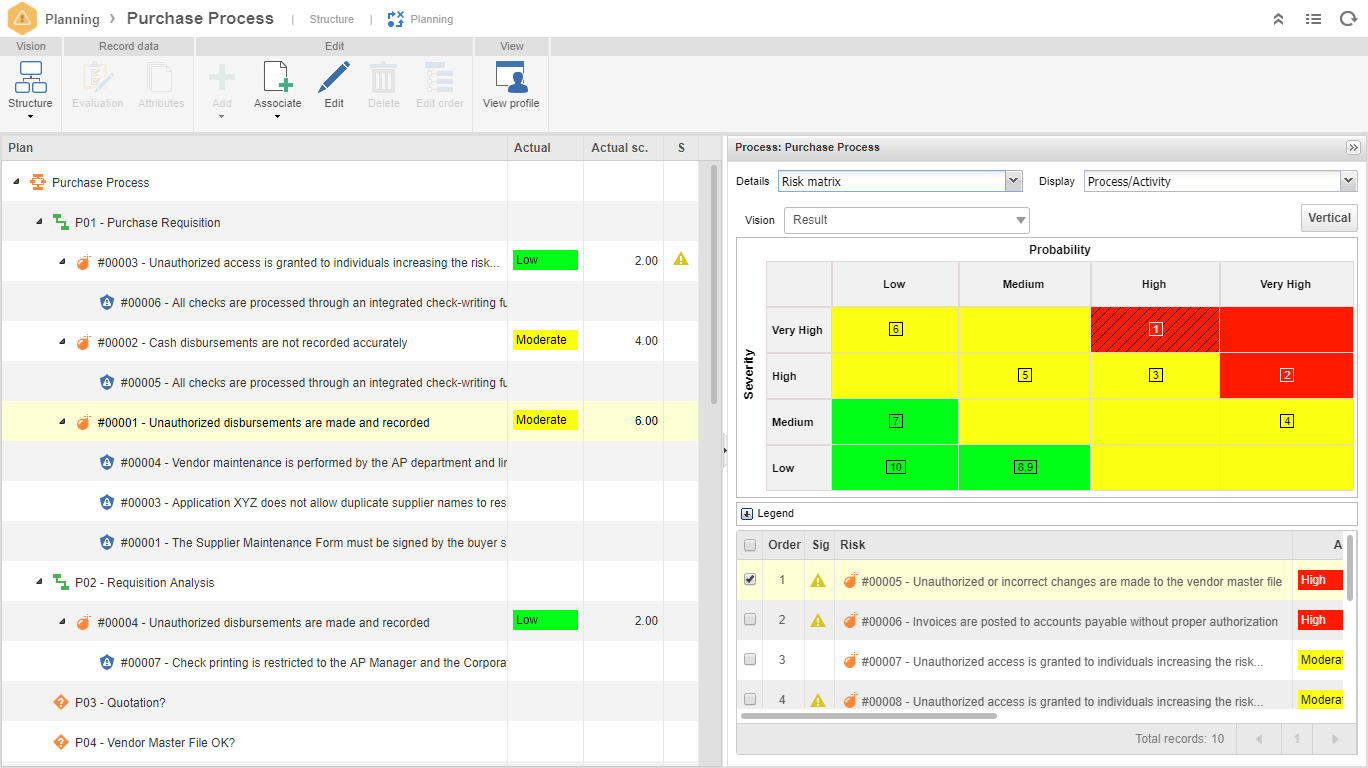 Planning › Purchase Process | Structure | Planning
Vision Record data Edit View
Structure Evaluation Attributes Add Associate Edit Delete Edit order View profile
Plan Actual Actual sc. S
Purchase Process
P01 - Purchase Requisition
#00003 - Unauthorized access is granted to individuals increasing the risk... Low 2.00
#00006 - All checks are processed through an integrated check-writing fu
#00002 - Cash disbursements are not recorded accurately Moderate 4.00
#00005 - All checks are processed through an integrated check-writing fu
#00001 - Unauthorized disbursements are made and recorded Moderate 6.00
#00004 - Vendor maintenance is performed by the AP department and lir
#00003 - Application XYZ does not allow duplicate supplier names to res
#00001 - The Supplier Maintenance Form must be signed by the buyer s
P02 - Requisition Analysis
#00004 - Unauthorized disbursements are made and recorded Low 2.00
#00007 - Check printing is restricted to the AP Manager and the Corpora
P03 - Quotation?
P04 - Vendor Master File OK?
Process: Purchase Process
Details Risk matrix Display Process/Activity
Vision Result Vertical
Probability
Low Medium High Very High
Severity
Very High 6 1
High 5 3 2
Medium 7 4
Low 10 8,9
Legend
Order Sig Risk A
1 #00005 - Unauthorized or incorrect changes are made to the vendor master file High
2 #00006 - Invoices are posted to accounts payable without proper authorization High
3 #00007 - Unauthorized access is granted to individuals increasing the risk... Moderat
4 #00008 - Unauthorized access is granted to individuals increasing the risk... Moderat
Total records: 10 1